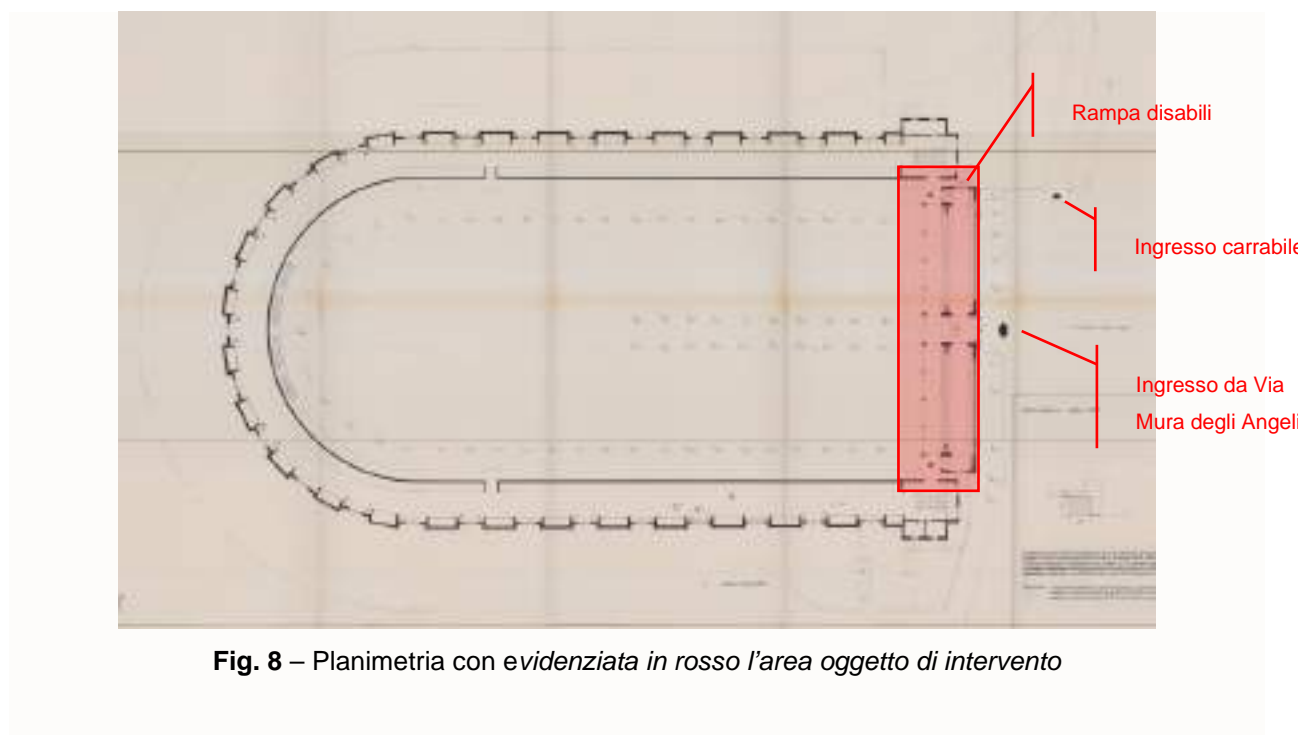 Rampa disabili
Ingresso carrabile
Ingresso da Via
Mura degli Angeli
Fig. 8 – Planimetria con evidenziata in rosso l’area oggetto di intervento